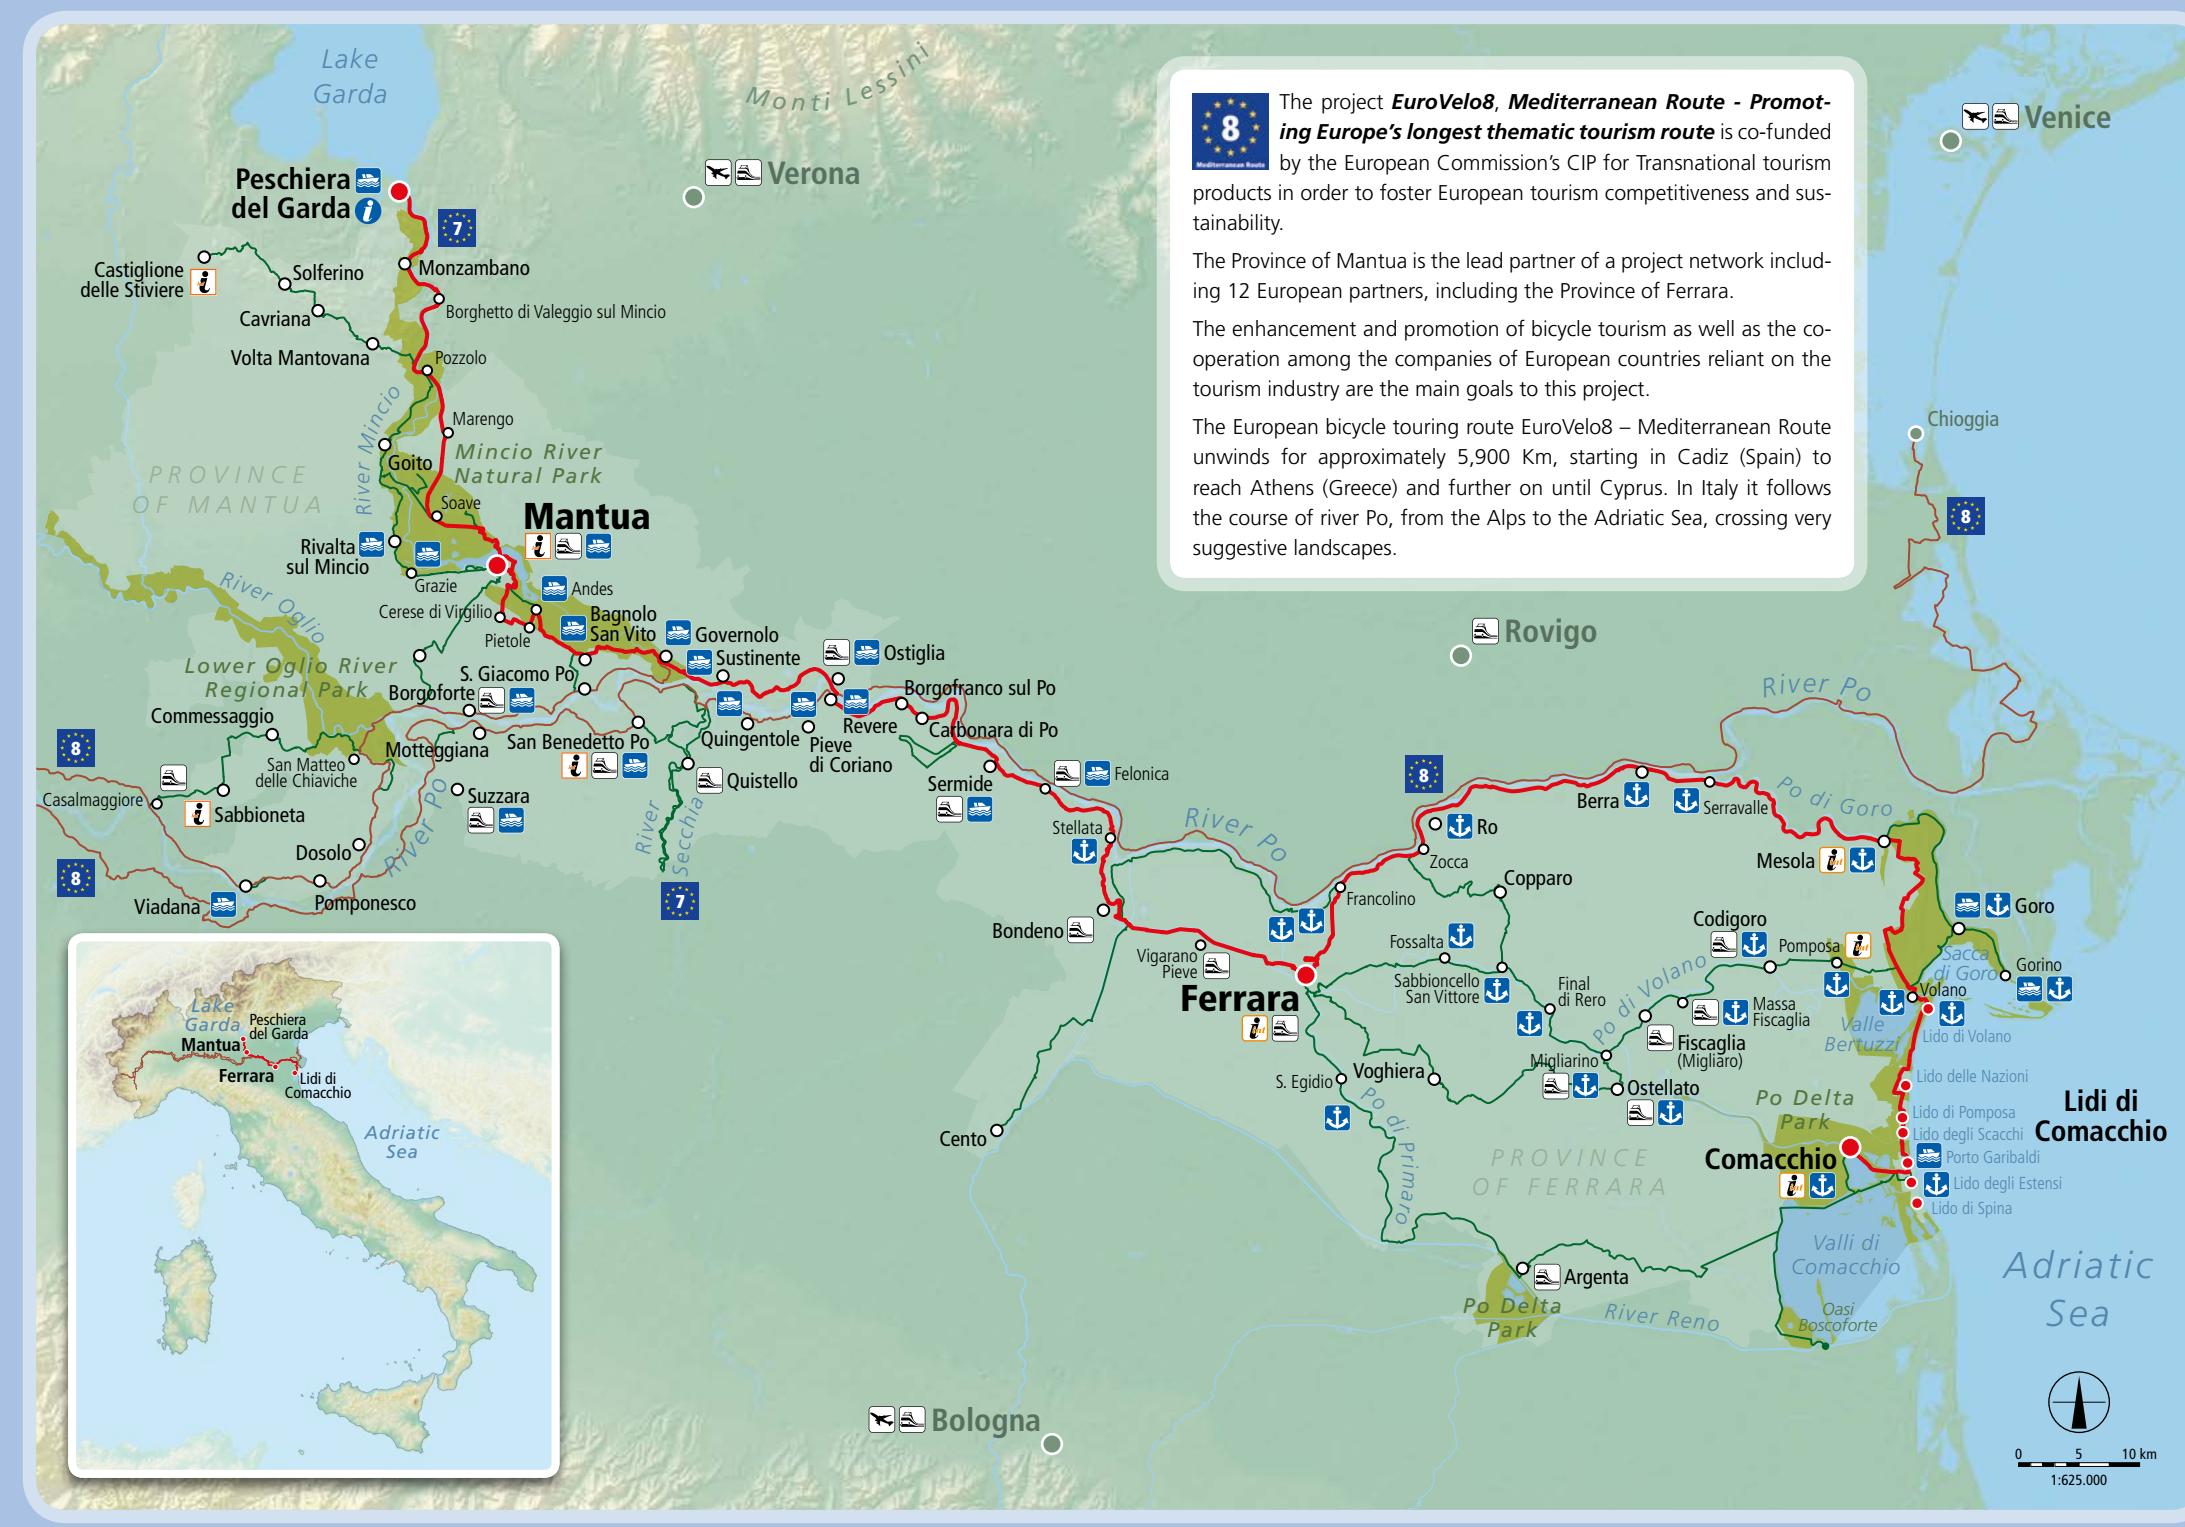 Lake
Garda
Monti Lessini
Peschiera
del Garda
7
Verona
Venice
8
Mediterranean Route
The project EuroVelo8, Mediterranean Route - Promot-
ing Europe's longest thematic tourism route is co-funded
by the European Commission's CIP for Transnational tourism
products in order to foster European tourism competitiveness and sus-
tainability.
The Province of Mantua is the lead partner of a project network includ-
ing 12 European partners, including the Province of Ferrara.
The enhancement and promotion of bicycle tourism as well as the co-
operation among the companies of European countries reliant on the
tourism industry are the main goals to this project.
The European bicycle touring route EuroVelo8 – Mediterranean Route
unwinds for approximately 5,900 Km, starting in Cadiz (Spain) to
reach Athens (Greece) and further on until Cyprus. In Italy it follows
the course of river Po, from the Alps to the Adriatic Sea, crossing very
suggestive landscapes.
Castiglione
delle Stiviere
Solferino
Monzambano
Cavriana
Borghetto di Valeggio sul Mincio
Volta Mantovana
Pozzolo
River Mincio
Marengo
Chioggia
Goito
Mincio River
Natural Park
PROVINCE
OF MANTUA
Soave
Mantua
8
Rivalta
sul Mincio
Grazie
Andes
River Oglio
Cerese di Virgilio
Bagnolo
San Vito
Pietole
Governolo
Sustinente
Ostiglia
Rovigo
Lower Oglio River
Regional Park
S. Giacomo Po
Borgoforte
Borgofranco sul Po
River Po
Commessaggio
Motteggiana
San Benedetto Po
Quingentole
Pieve
di Coriano
Revere
Carbonara di Po
8
San Matteo
delle Chiaviche
Quistello
Sermide
Felonica
8
Casalmaggiore
Sabbioneta
Suzzara
River Po
River
Secchia
Berra
Serravalle
Po di Goro
Stellata
River Po
Ro
Dosolo
Zocca
Mesola
8
Viadana
Pomponesco
7
Copparo
Francolino
Bondeno
Vigarano
Pieve
Fossalta
Codigoro
Pomposa
Goro
Sacca
di Goro
Gorino
Ferrara
Sabbioncello
San Vittore
Final
di Rero
Po di Volano
Massa
Fiscaglia
Volano
Valle
Bertuzzi
Lido di Volano
Fiscaglia
(Migliaro)
Migliarino
S. Egidio
Voghiera
Ostellato
Lido delle Nazioni
Po Delta
Park
Lidi di
Comacchio
Lido di Pomposa
Lido degli Scacchi
Cento
Po di Primaro
PROVINCE
OF FERRARA
Comacchio
Porto Garibaldi
Lido degli Estensi
Lido di Spina
Valli di
Comacchio
Adriatic
Sea
Argenta
Po Delta
Park
River Reno
Oasi
Boscoforte
Bologna
0 5 10 km
1:625.000
Lake
Garda
Peschiera
del Garda
Mantua
Ferrara
Lidi di
Comacchio
Adriatic
Sea